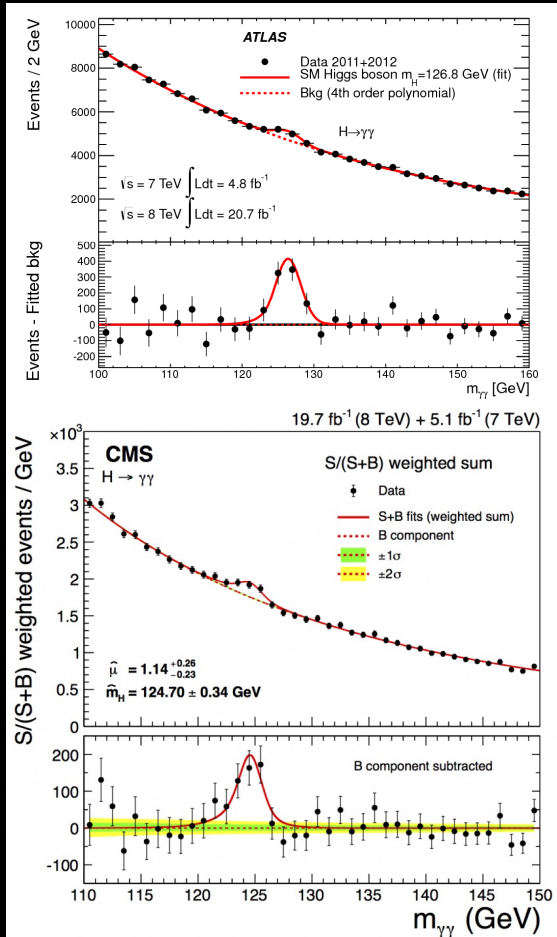 Events / 2 GeV
10000
8000
6000
4000
2000
ATLAS
Data 2011+2012
SM Higgs boson mH=126.8 GeV (fit)
Bkg (4th order polynomial)
H→γγ
√s = 7 TeV ∫ Ldt = 4.8 fb-1
√s = 8 TeV ∫ Ldt = 20.7 fb-1
Events - Fitted bkg
500
400
300
200
100
0
-100
-200
100 110 120 130 140 150 160
mγγ [GeV]
19.7 fb-1 (8 TeV) + 5.1 fb-1 (7 TeV)
S/(S+B) weighted events / GeV
×10³
3.5
3
2.5
2
1.5
1
0.5
0
CMS
H → γγ
S/(S+B) weighted sum
Data
S+B fits (weighted sum)
B component
±1σ
±2σ
μ̂ = 1.14 +0.26 -0.23
m̂H = 124.70 ± 0.34 GeV
200
100
0
-100
B component subtracted
110 115 120 125 130 135 140 145 150
mγγ (GeV)